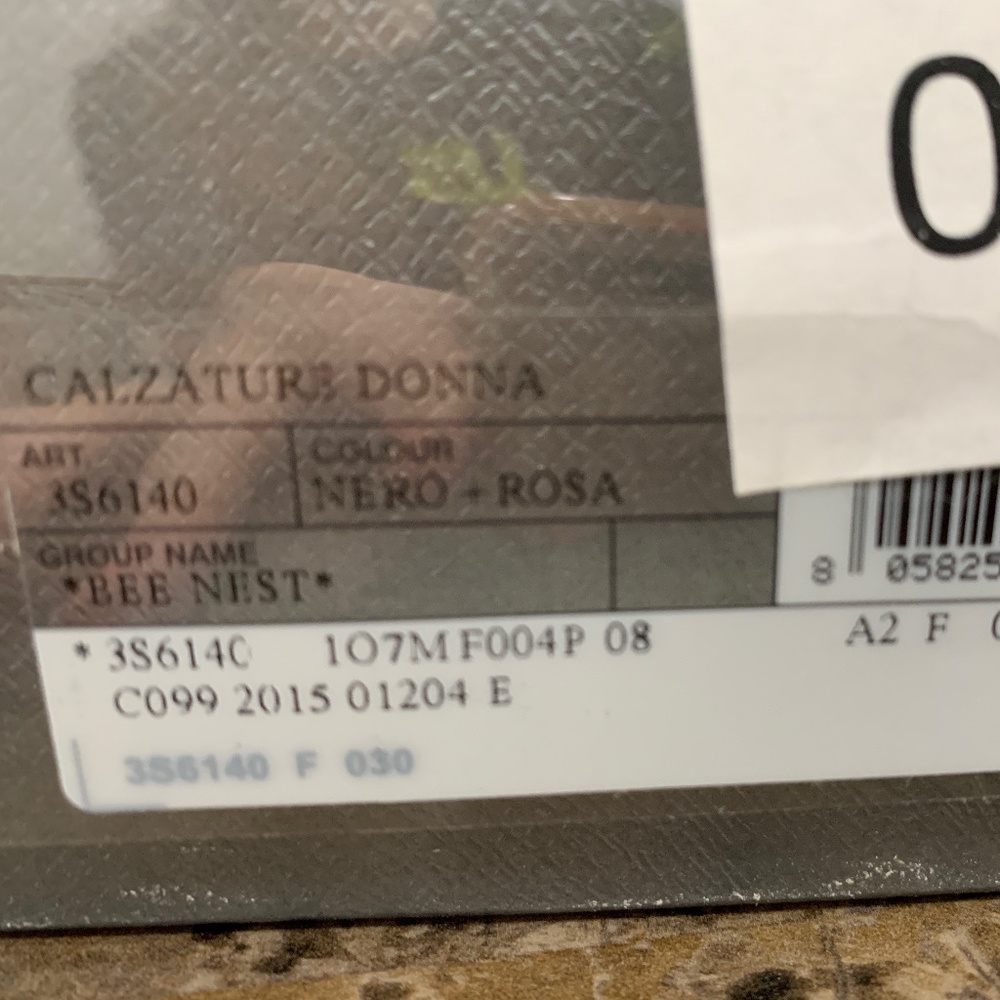 0
CALZATURE DONNA
ART. COLOUR
3S6140 NERO + ROSA
GROUP NAME
*BEE NEST*
8 05825
* 3S6140 1O7M F004P 08 A2 F
C099 2015 01204 E
3S6140 F 030